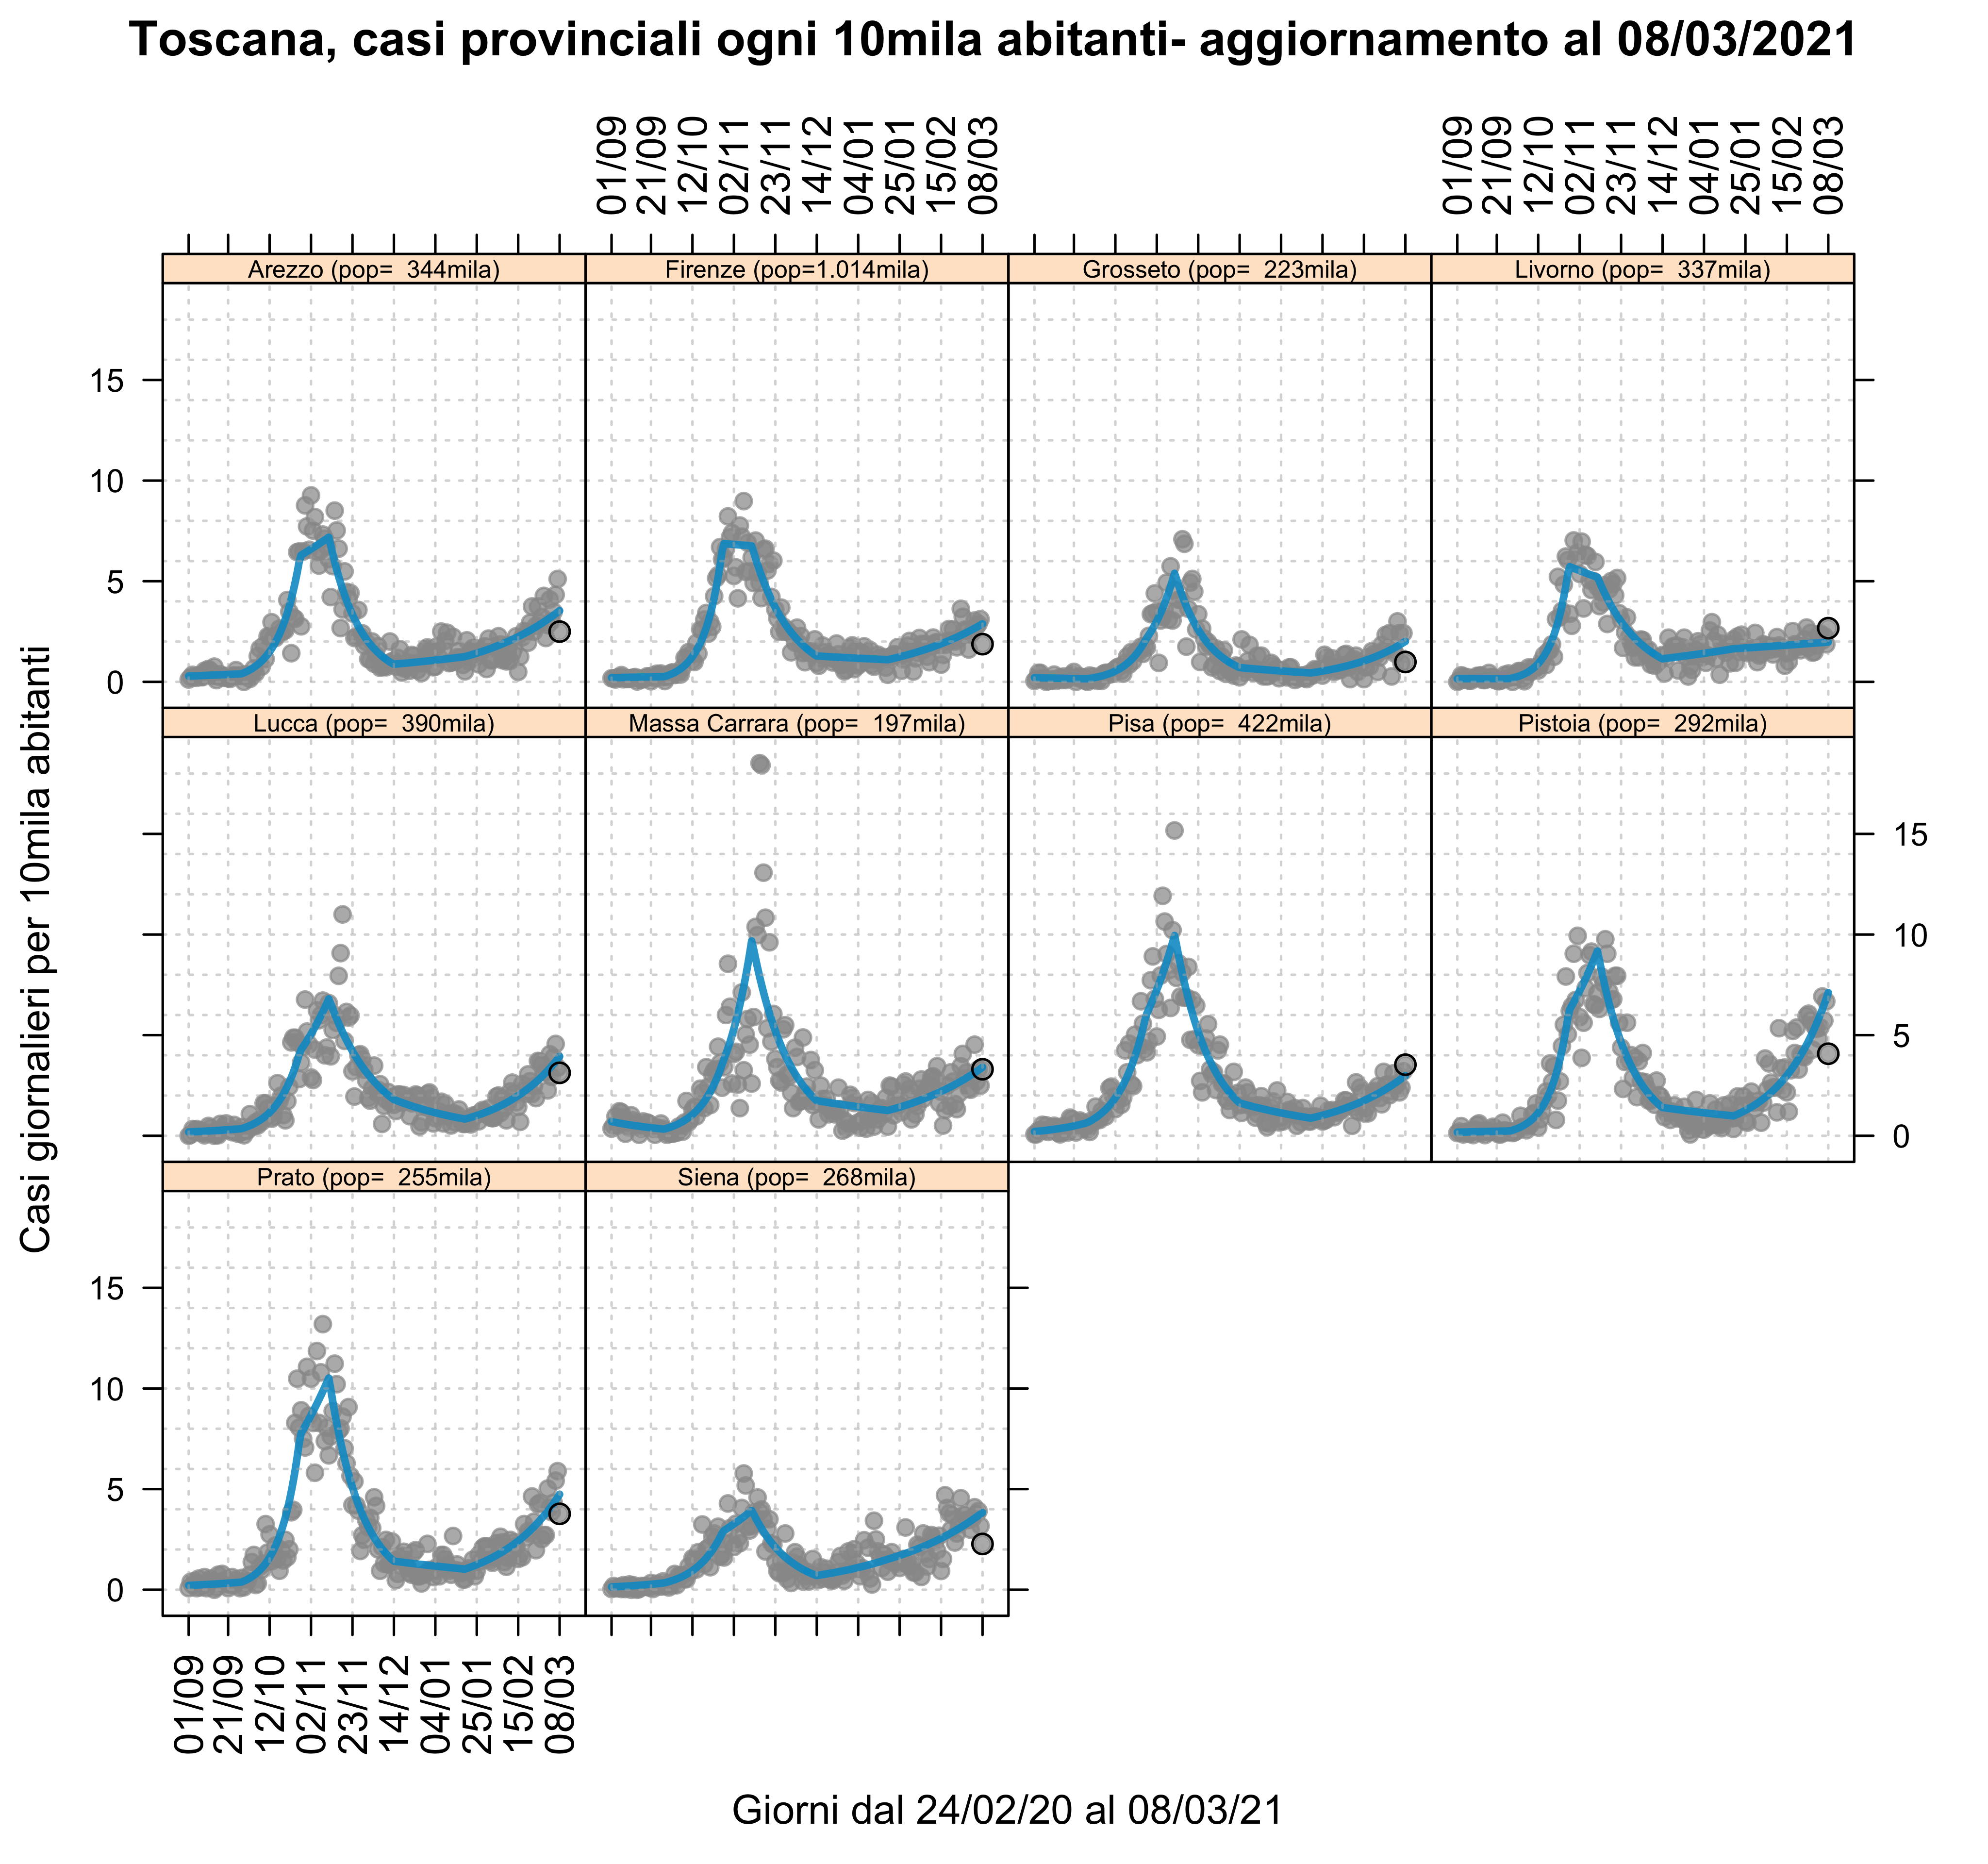 Toscana, casi provinciali ogni 10mila abitanti- aggiornamento al 08/03/2021
01/09 21/09 12/10 02/11 23/11 14/12 04/01 25/01 15/02 08/03
01/09 21/09 12/10 02/11 23/11 14/12 04/01 25/01 15/02 08/03
Arezzo (pop=  344mila)
Firenze (pop=1.014mila)
Grosseto (pop=  223mila)
Livorno (pop=  337mila)
15
10
5
0
Lucca (pop=  390mila)
Massa Carrara (pop=  197mila)
Pisa (pop=  422mila)
Pistoia (pop=  292mila)
15
10
5
0
Prato (pop=  255mila)
Siena (pop=  268mila)
15
10
5
0
01/09 21/09 12/10 02/11 23/11 14/12 04/01 25/01 15/02 08/03
Casi giornalieri per 10mila abitanti
Giorni dal 24/02/20 al 08/03/21